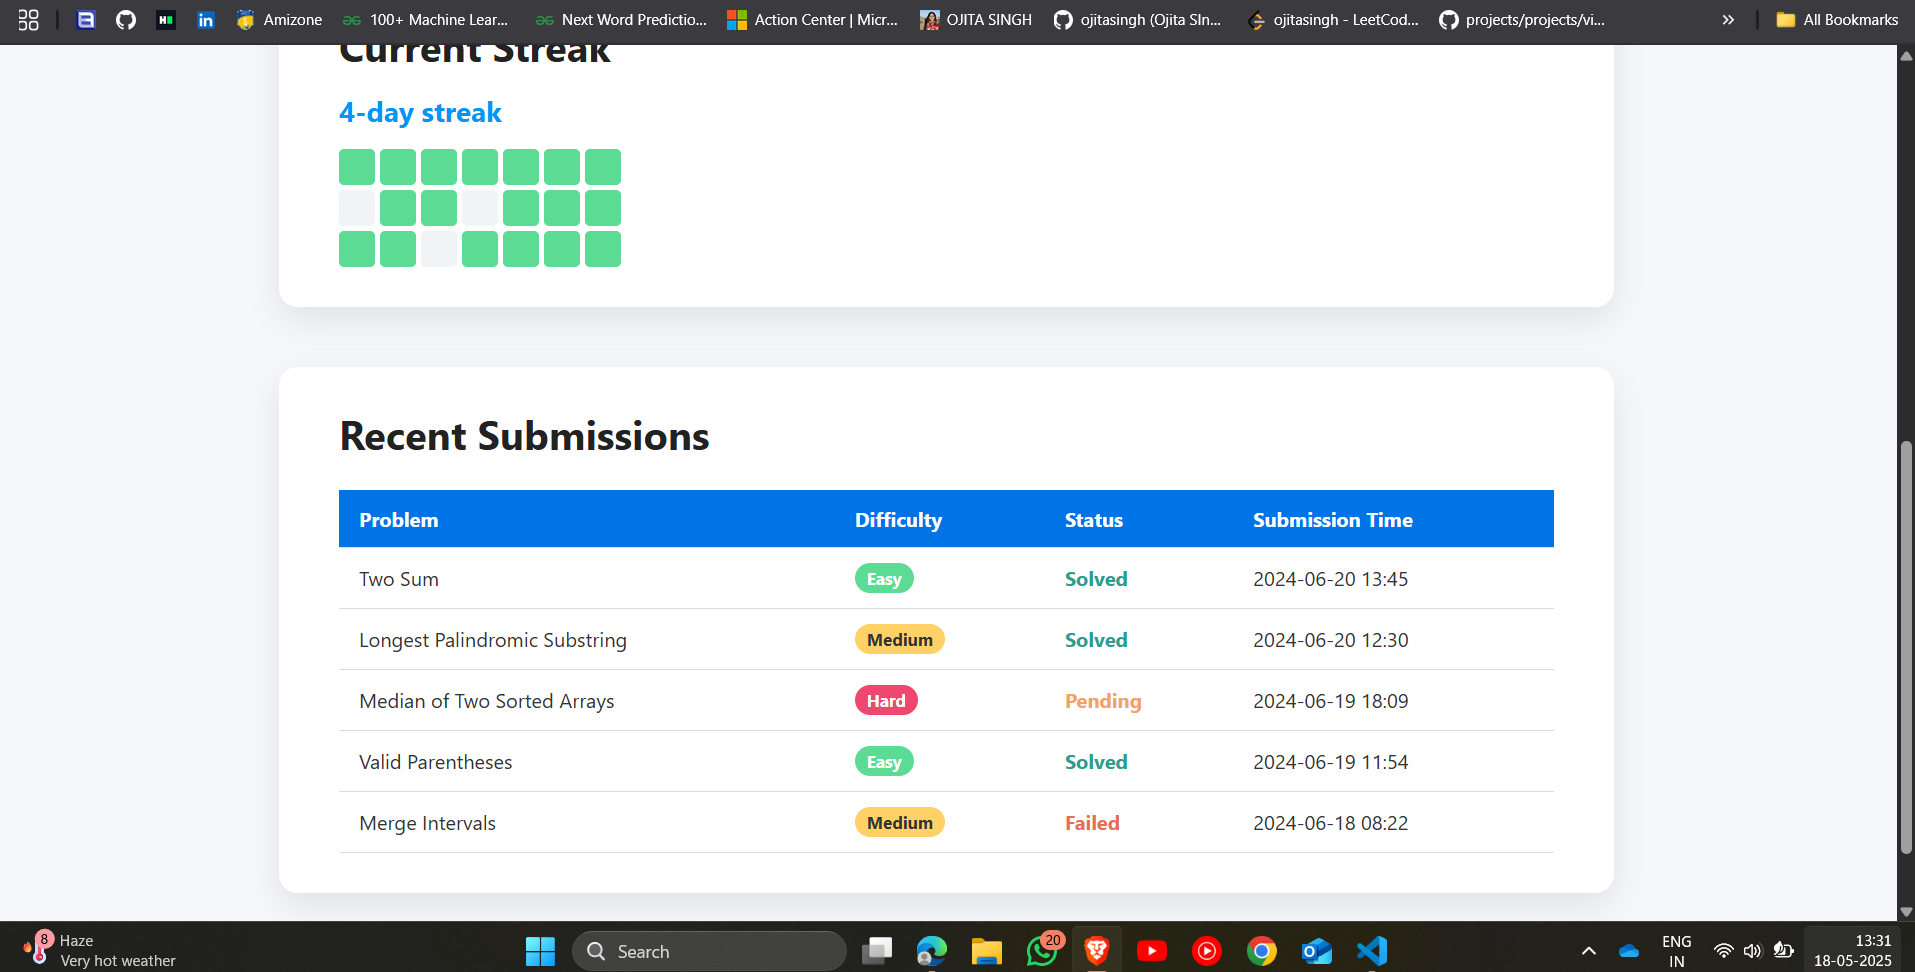 Amizone
100+ Machine Lear...
Next Word Predictio...
Action Center | Micr...
OJITA SINGH
ojitasingh (Ojita SIn...
ojitasingh - LeetCod...
projects/projects/vi...
All Bookmarks
Current Streak
4-day streak
Recent Submissions
Problem Difficulty Status Submission Time
Two Sum Easy Solved 2024-06-20 13:45
Longest Palindromic Substring Medium Solved 2024-06-20 12:30
Median of Two Sorted Arrays Hard Pending 2024-06-19 18:09
Valid Parentheses Easy Solved 2024-06-19 11:54
Merge Intervals Medium Failed 2024-06-18 08:22
8
Haze
Very hot weather
Search
20
ENG
IN
13:31
18-05-2025